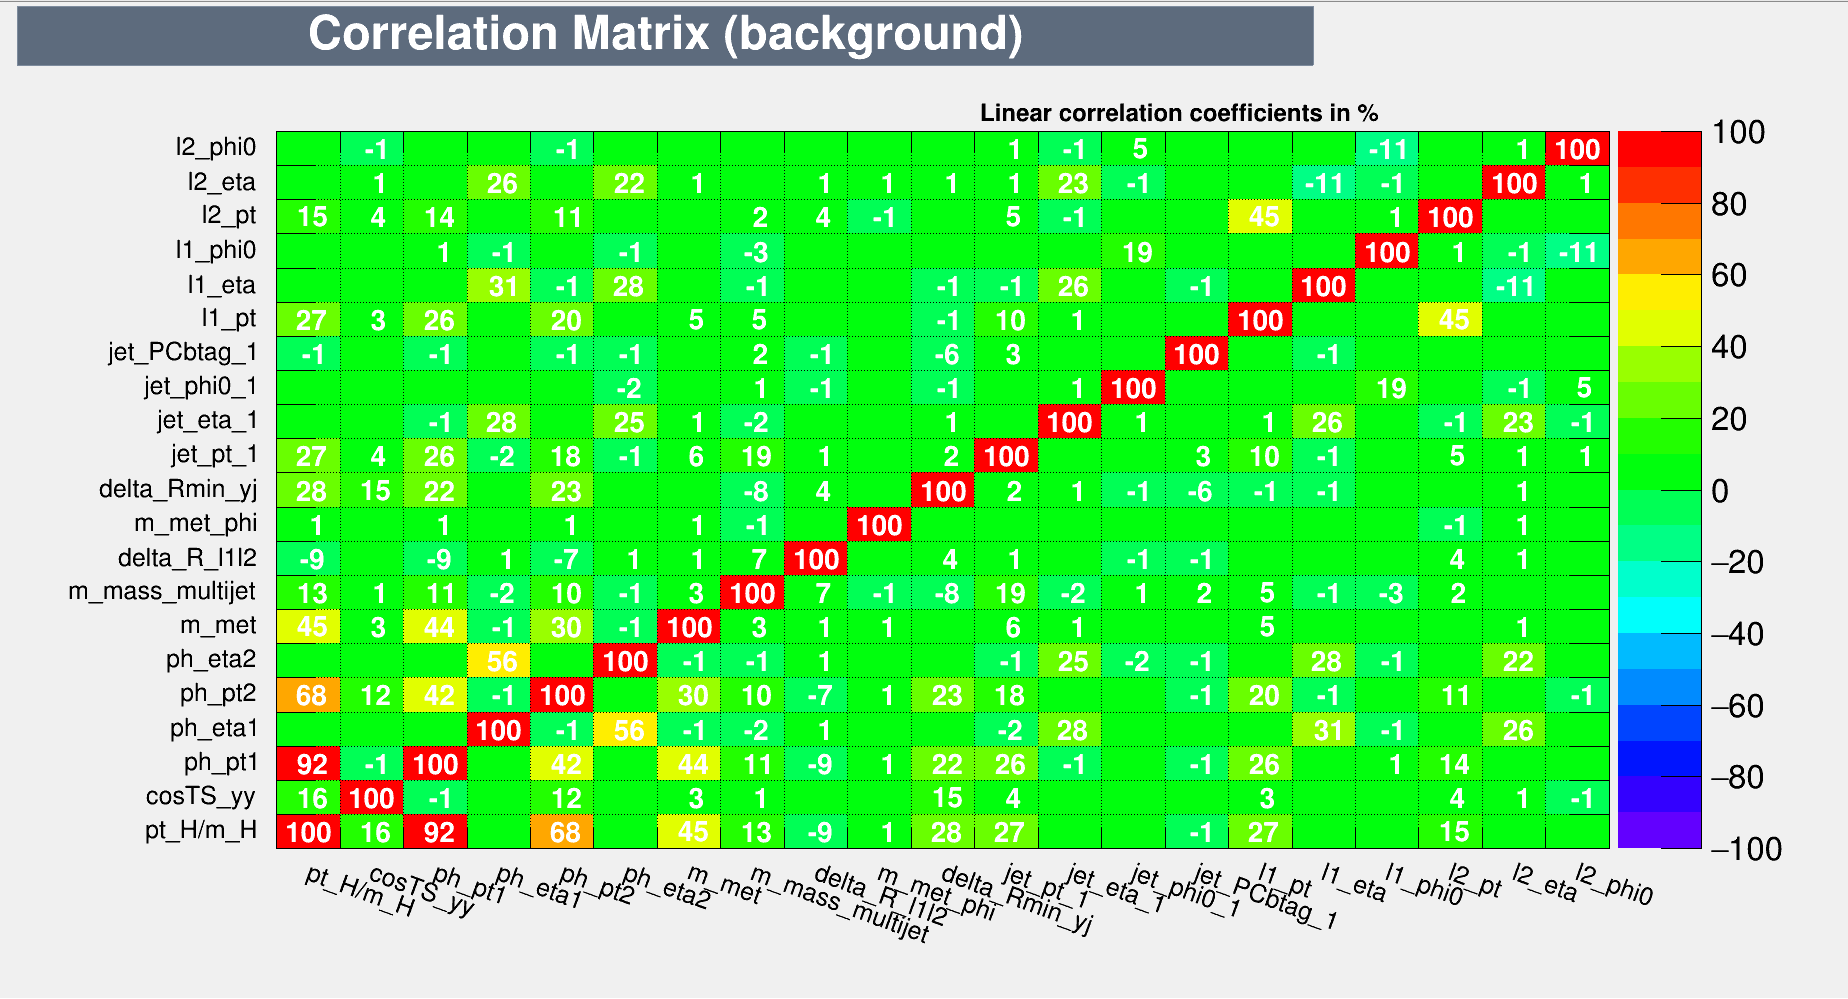 Correlation Matrix (background)
Linear correlation coefficients in %
l2_phi0 -1 -1 1 -1 5 -11 1 100
l2_eta 1 26 22 1 1 1 1 1 23 -1 -11 -1 100 1
l2_pt 15 4 14 11 2 4 -1 5 -1 45 1 100
l1_phi0 1 -1 -1 -3 19 100 1 -1 -11
l1_eta 31 -1 28 -1 -1 -1 26 -1 100 -11
l1_pt 27 3 26 20 5 5 -1 10 1 100 45
jet_PCbtag_1 -1 -1 -1 -1 2 -1 -6 3 100 -1
jet_phi0_1 -2 1 -1 -1 1 100 19 -1 5
jet_eta_1 -1 28 25 1 -2 1 100 1 1 26 -1 23 -1
jet_pt_1 27 4 26 -2 18 -1 6 19 1 2 100 3 10 -1 5 1 1
delta_Rmin_yj 28 15 22 23 -8 4 100 2 1 -1 -6 -1 -1 1
m_met_phi 1 1 1 1 -1 100 -1 1
delta_R_l1l2 -9 -9 1 -7 1 1 7 100 4 1 -1 -1 4 1
m_mass_multijet 13 1 11 -2 10 -1 3 100 7 -1 -8 19 -2 1 2 5 -1 -3 2
m_met 45 3 44 -1 30 -1 100 3 1 1 6 1 5 1
ph_eta2 56 100 -1 -1 1 -1 25 -2 -1 28 -1 22
ph_pt2 68 12 42 -1 100 30 10 -7 1 23 18 -1 20 -1 11 -1
ph_eta1 100 -1 56 -1 -2 1 -2 28 31 -1 26
ph_pt1 92 -1 100 42 44 11 -9 1 22 26 -1 -1 26 1 14
cosTS_yy 16 100 -1 12 3 1 15 4 3 4 1 -1
pt_H/m_H 100 16 92 68 45 13 -9 1 28 27 -1 27 15
pt_H/m_H cosTS_yy ph_pt1 ph_eta1 ph_pt2 ph_eta2 m_met m_mass_multijet delta_R_l1l2 m_met_phi delta_Rmin_yj jet_pt_1 jet_eta_1 jet_phi0_1 jet_PCbtag_1 l1_pt l1_eta l1_phi0 l2_pt l2_eta l2_phi0
100
80
60
40
20
0
−20
−40
−60
−80
−100